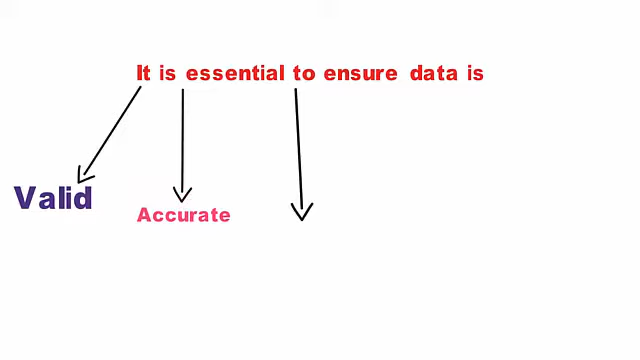 It is essential to ensure data is
Valid
Accurate